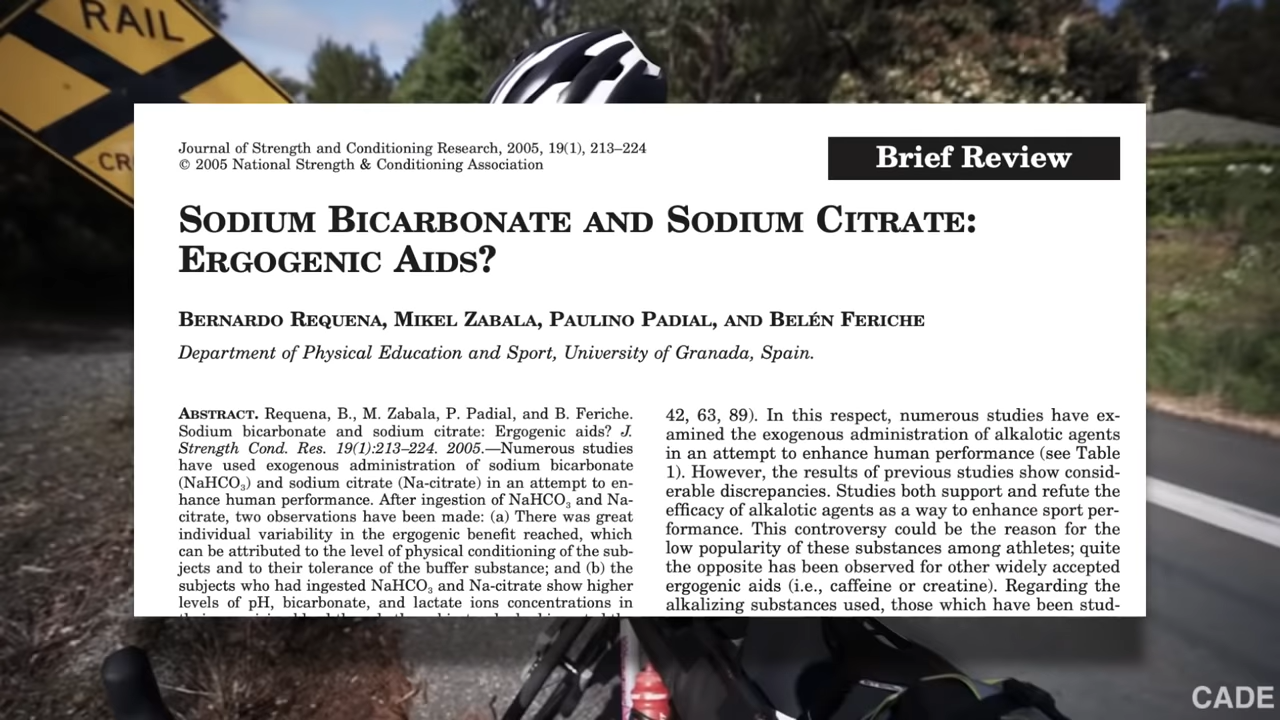 RAIL
CR
Journal of Strength and Conditioning Research, 2005, 19(1), 213–224
© 2005 National Strength & Conditioning Association
Brief Review
SODIUM BICARBONATE AND SODIUM CITRATE:
ERGOGENIC AIDS?
BERNARDO REQUENA, MIKEL ZABALA, PAULINO PADIAL, AND BELÉN FERICHE
Department of Physical Education and Sport, University of Granada, Spain.
ABSTRACT. Requena, B., M. Zabala, P. Padial, and B. Feriche.
Sodium bicarbonate and sodium citrate: Ergogenic aids? J.
Strength Cond. Res. 19(1):213–224. 2005.—Numerous studies
have used exogenous administration of sodium bicarbonate
(NaHCO₃) and sodium citrate (Na-citrate) in an attempt to en-
hance human performance. After ingestion of NaHCO₃ and Na-
citrate, two observations have been made: (a) There was great
individual variability in the ergogenic benefit reached, which
can be attributed to the level of physical conditioning of the sub-
jects and to their tolerance of the buffer substance; and (b) the
subjects who had ingested NaHCO₃ and Na-citrate show higher
levels of pH, bicarbonate, and lactate ions concentrations in
42, 63, 89). In this respect, numerous studies have ex-
amined the exogenous administration of alkalotic agents
in an attempt to enhance human performance (see Table
1). However, the results of previous studies show consid-
erable discrepancies. Studies both support and refute the
efficacy of alkalotic agents as a way to enhance sport per-
formance. This controversy could be the reason for the
low popularity of these substances among athletes; quite
the opposite has been observed for other widely accepted
ergogenic aids (i.e., caffeine or creatine). Regarding the
alkalizing substances used, those which have been stud-
CADE